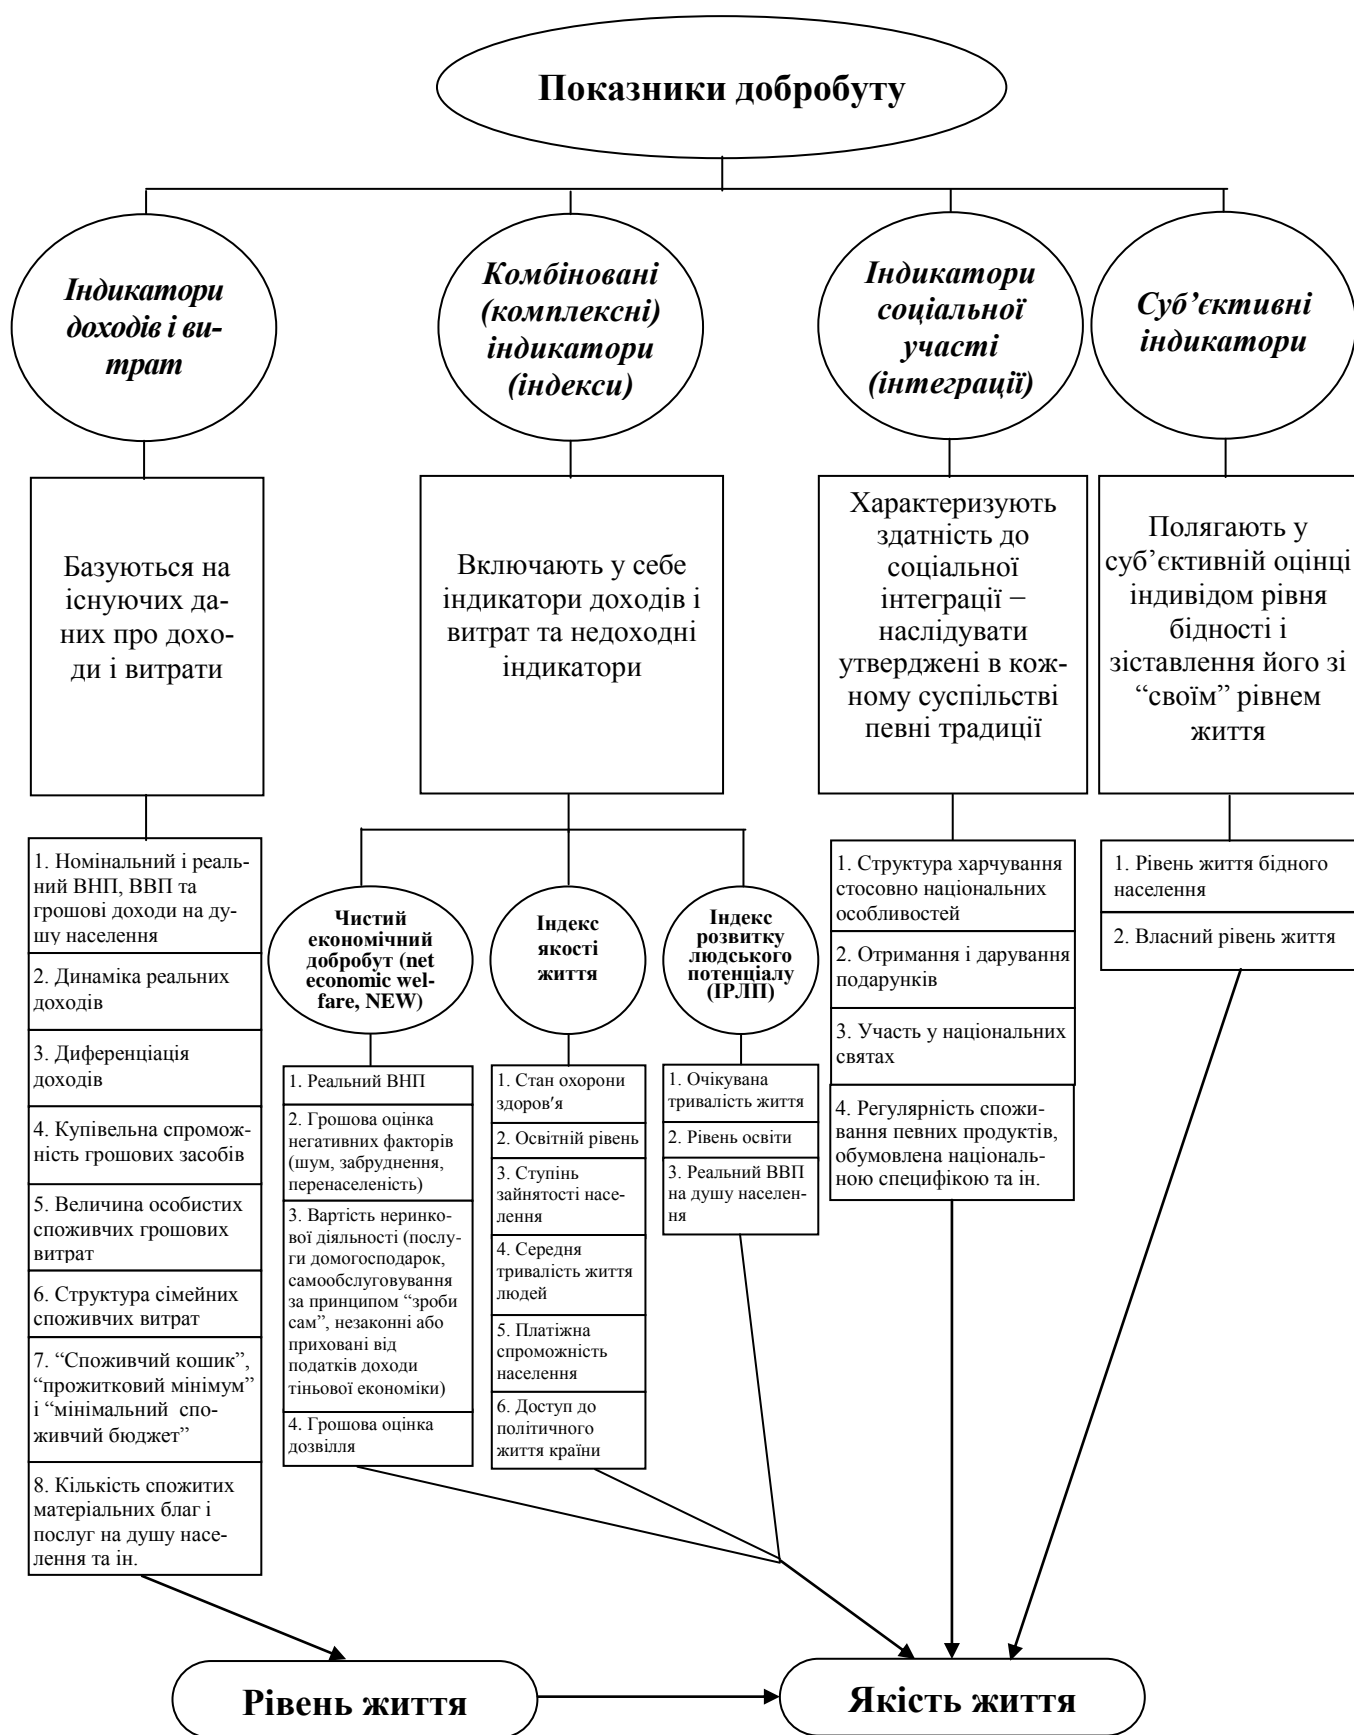 Показники добробуту
Індикатори
доходів і ви-
трат
Комбіновані
(комплексні)
індикатори
(індекси)
Індикатори
соціальної
участі
(інтеграції)
Суб’єктивні
індикатори
Базуються на
існуючих да-
них про дохо-
ди і витрати
Включають у себе
індикатори доходів і
витрат та недоходні
індикатори
Характеризують
здатність до
соціальної
інтеграції −
наслідувати
утверджені в кож-
ному суспільстві
певні традиції
Полягають у
суб’єктивній оцінці
індивідом рівня
бідності і
зіставлення його зі
“своїм” рівнем
життя
1. Номінальний і реаль-
ний ВНП, ВВП та
грошові доходи на ду-
шу населення
2. Динаміка реальних
доходів
3. Диференціація
доходів
4. Купівельна спромож-
ність грошових засобів
5. Величина особистих
споживчих грошових
витрат
6. Структура сімейних
споживчих витрат
7. “Споживчий кошик”,
“прожитковий мінімум”
і “мінімальний спо-
живчий бюджет”
8. Кількість спожитих
матеріальних благ і
послуг на душу насе-
лення та ін.
Чистий
економічний
добробут (net
economic wel-
fare, NEW)
1. Реальний ВНП
2. Грошова оцінка
негативних факторів
(шум, забруднення,
перенаселеність)
3. Вартість неринко-
вої діяльності (послу-
ги домогосподарок,
самообслуговування
за принципом “зроби
сам”, незаконні або
приховані від
податків доходи
тіньової економіки)
4. Грошова оцінка
дозвілля
Індекс
якості
життя
1. Стан охорони
здоров′я
2. Освітній рівень
3. Ступінь
зайнятості насе-
лення
4. Середня
тривалість життя
людей
5. Платіжна
спроможність
населення
6. Доступ до
політичного
життя країни
Індекс
розвитку
людського
потенціалу
(ІРЛП)
1. Очікувана
тривалість життя
2. Рівень освіти
3. Реальний ВВП
на душу населен-
ня
1. Структура харчування
стосовно національних
особливостей
2. Отримання і дарування
подарунків
3. Участь у національних
святах
4. Регулярність спожи-
вання певних продуктів,
обумовлена національ-
ною специфікою та ін.
1. Рівень життя бідного
населення
2. Власний рівень життя
Рівень життя
Якість життя